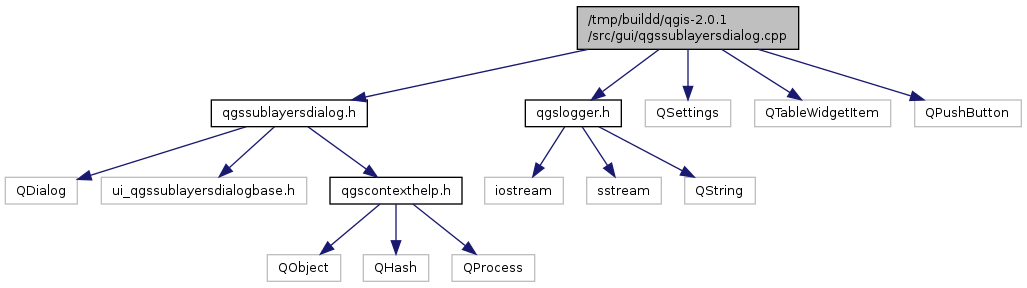 /tmp/buildd/qgis-2.0.1
/src/gui/qgssublayersdialog.cpp
qgssublayersdialog.h
qgslogger.h
QSettings
QTableWidgetItem
QPushButton
QDialog
ui_qgssublayersdialogbase.h
qgscontexthelp.h
iostream
sstream
QString
QObject
QHash
QProcess